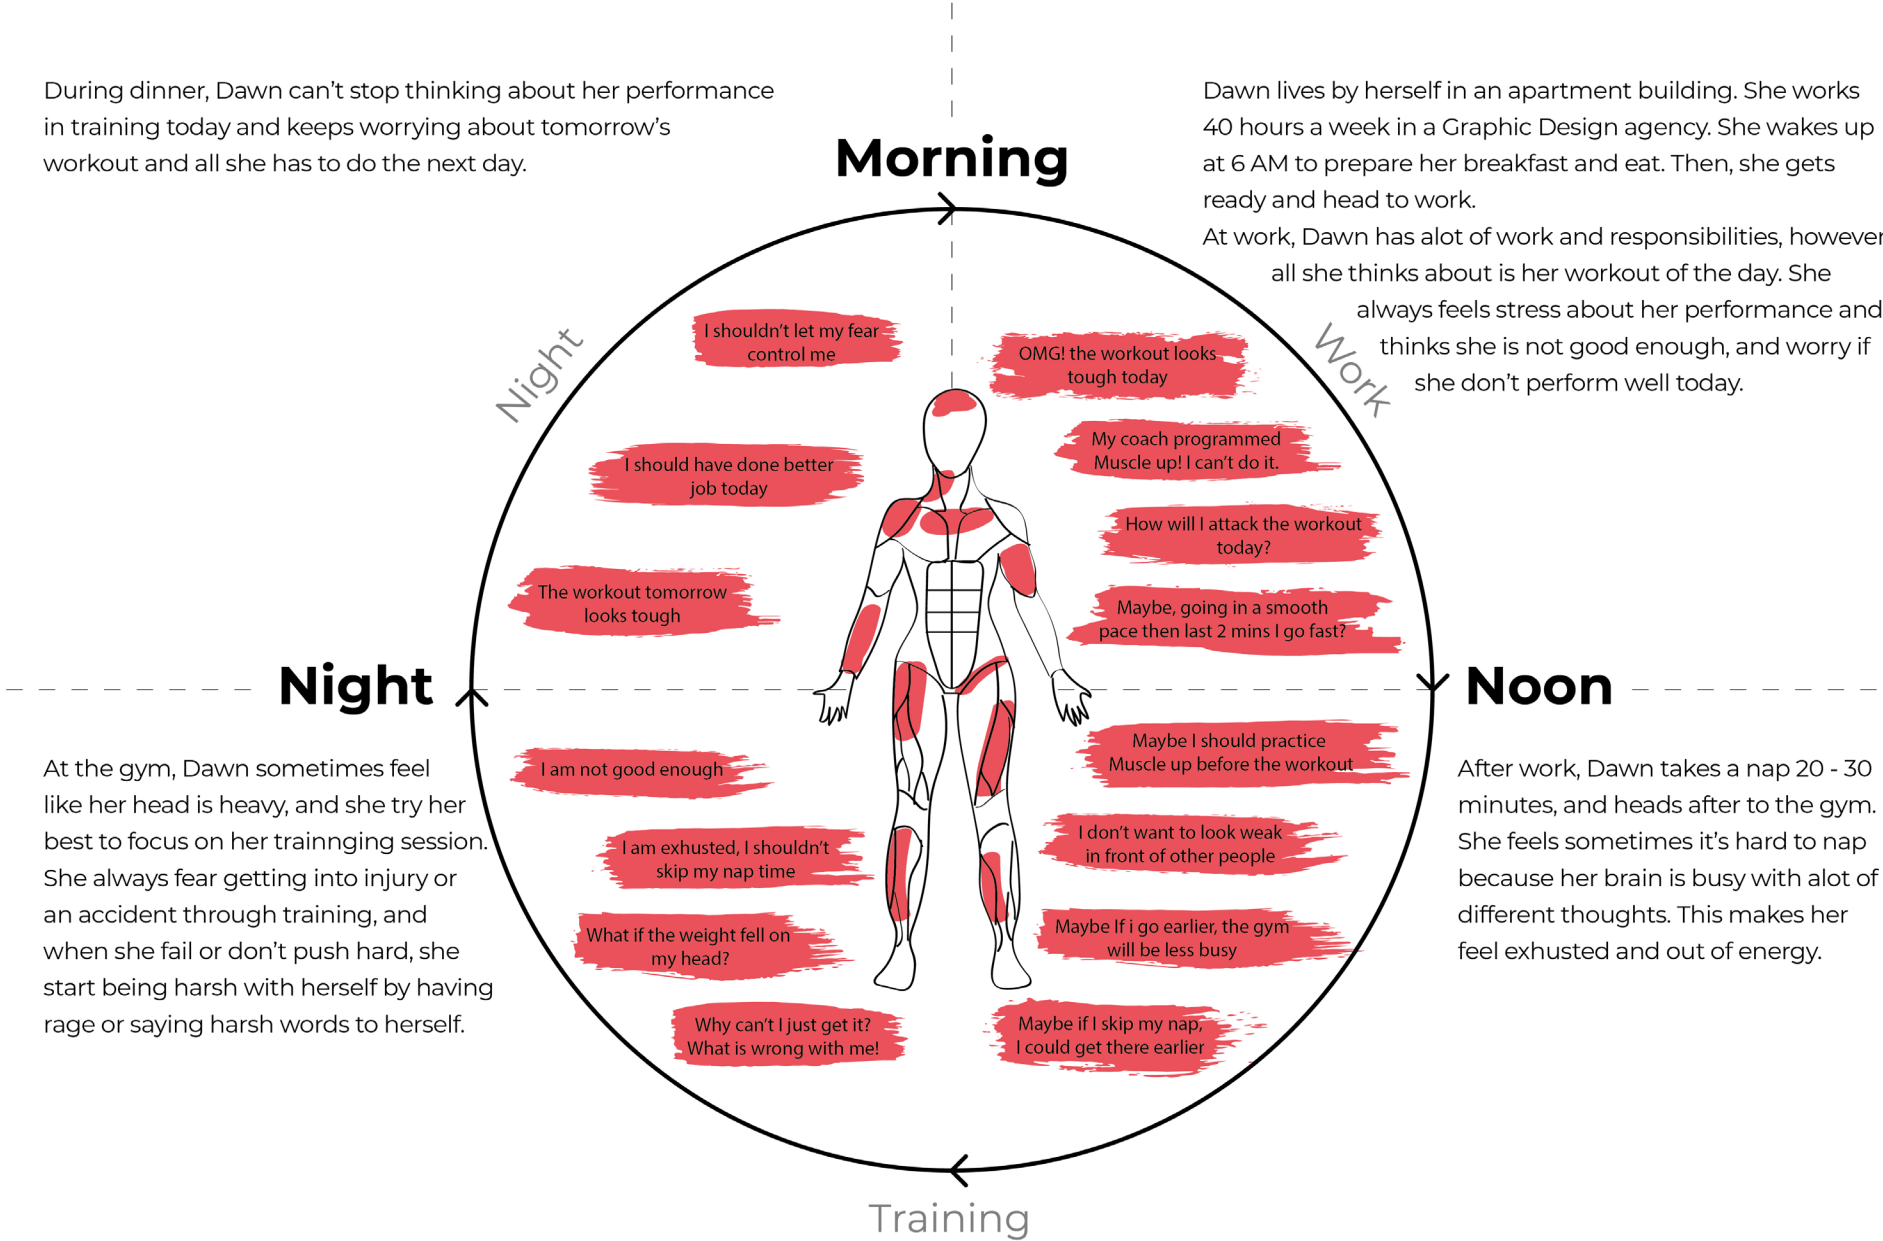 During dinner, Dawn can't stop thinking about her performance
in training today and keeps worrying about tomorrow's
workout and all she has to do the next day.
Morning
Dawn lives by herself in an apartment building. She works
40 hours a week in a Graphic Design agency. She wakes up
at 6 AM to prepare her breakfast and eat. Then, she gets
ready and head to work.
At work, Dawn has alot of work and responsibilities, however
all she thinks about is her workout of the day. She
always feels stress about her performance and
thinks she is not good enough, and worry if
she don't perform well today.
Night
Work
I shouldn't let my fear
control me
I should have done better
job today
The workout tomorrow
looks tough
OMG! the workout looks
tough today
My coach programmed
Muscle up! I can't do it.
How will I attack the workout
today?
Maybe, going in a smooth
pace then last 2 mins I go fast?
Night
Noon
At the gym, Dawn sometimes feel
like her head is heavy, and she try her
best to focus on her trainnging session.
She always fear getting into injury or
an accident through training, and
when she fail or don't push hard, she
start being harsh with herself by having
rage or saying harsh words to herself.
I am not good enough
I am exhusted, I shouldn't
skip my nap time
What if the weight fell on
my head?
Why can't I just get it?
What is wrong with me!
Maybe I should practice
Muscle up before the workout
I don't want to look weak
in front of other people
Maybe If i go earlier, the gym
will be less busy
Maybe if I skip my nap,
I could get there earlier
After work, Dawn takes a nap 20 - 30
minutes, and heads after to the gym.
She feels sometimes it's hard to nap
because her brain is busy with alot of
different thoughts. This makes her
feel exhusted and out of energy.
Training